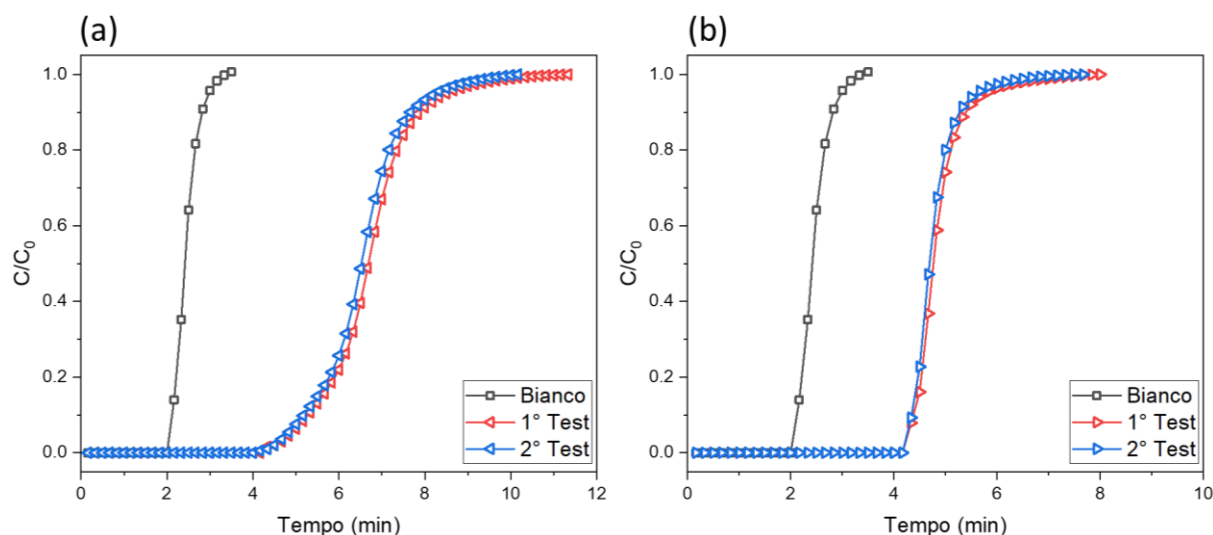 (a)
1.0
0.8
0.6
0.4
0.2
0.0
C/C₀
0 2 4 6 8 10 12
Tempo (min)
Bianco
1° Test
2° Test
(b)
1.0
0.8
0.6
0.4
0.2
0.0
C/C₀
0 2 4 6 8 10
Tempo (min)
Bianco
1° Test
2° Test